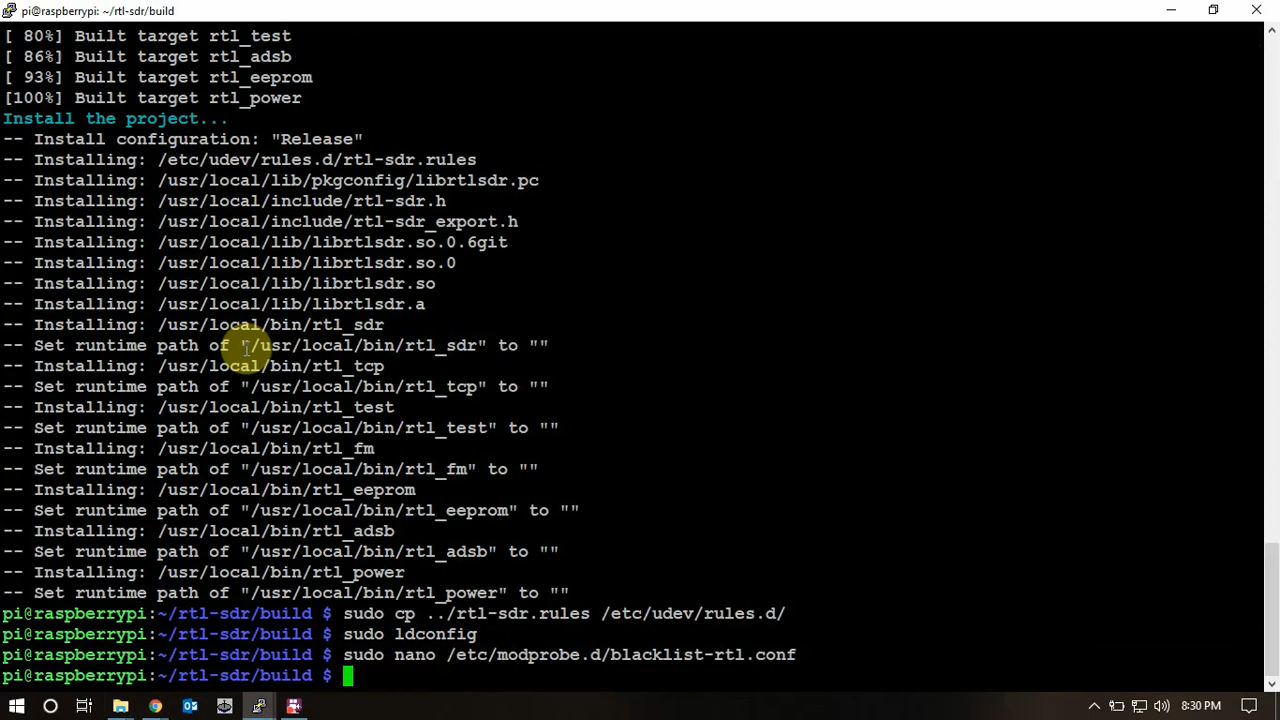 pi@raspberrypi: ~/rtl-sdr/build
[ 80%] Built target rtl_test
[ 86%] Built target rtl_adsb
[ 93%] Built target rtl_eeprom
[100%] Built target rtl_power
Install the project...
-- Install configuration: "Release"
-- Installing: /etc/udev/rules.d/rtl-sdr.rules
-- Installing: /usr/local/lib/pkgconfig/librtlsdr.pc
-- Installing: /usr/local/include/rtl-sdr.h
-- Installing: /usr/local/include/rtl-sdr_export.h
-- Installing: /usr/local/lib/librtlsdr.so.0.6git
-- Installing: /usr/local/lib/librtlsdr.so.0
-- Installing: /usr/local/lib/librtlsdr.so
-- Installing: /usr/local/lib/librtlsdr.a
-- Installing: /usr/local/bin/rtl_sdr
-- Set runtime path of "/usr/local/bin/rtl_sdr" to ""
-- Installing: /usr/local/bin/rtl_tcp
-- Set runtime path of "/usr/local/bin/rtl_tcp" to ""
-- Installing: /usr/local/bin/rtl_test
-- Set runtime path of "/usr/local/bin/rtl_test" to ""
-- Installing: /usr/local/bin/rtl_fm
-- Set runtime path of "/usr/local/bin/rtl_fm" to ""
-- Installing: /usr/local/bin/rtl_eeprom
-- Set runtime path of "/usr/local/bin/rtl_eeprom" to ""
-- Installing: /usr/local/bin/rtl_adsb
-- Set runtime path of "/usr/local/bin/rtl_adsb" to ""
-- Installing: /usr/local/bin/rtl_power
-- Set runtime path of "/usr/local/bin/rtl_power" to ""
pi@raspberrypi:~/rtl-sdr/build $ sudo cp ../rtl-sdr.rules /etc/udev/rules.d/
pi@raspberrypi:~/rtl-sdr/build $ sudo ldconfig
pi@raspberrypi:~/rtl-sdr/build $ sudo nano /etc/modprobe.d/blacklist-rtl.conf
pi@raspberrypi:~/rtl-sdr/build $
8:30 PM